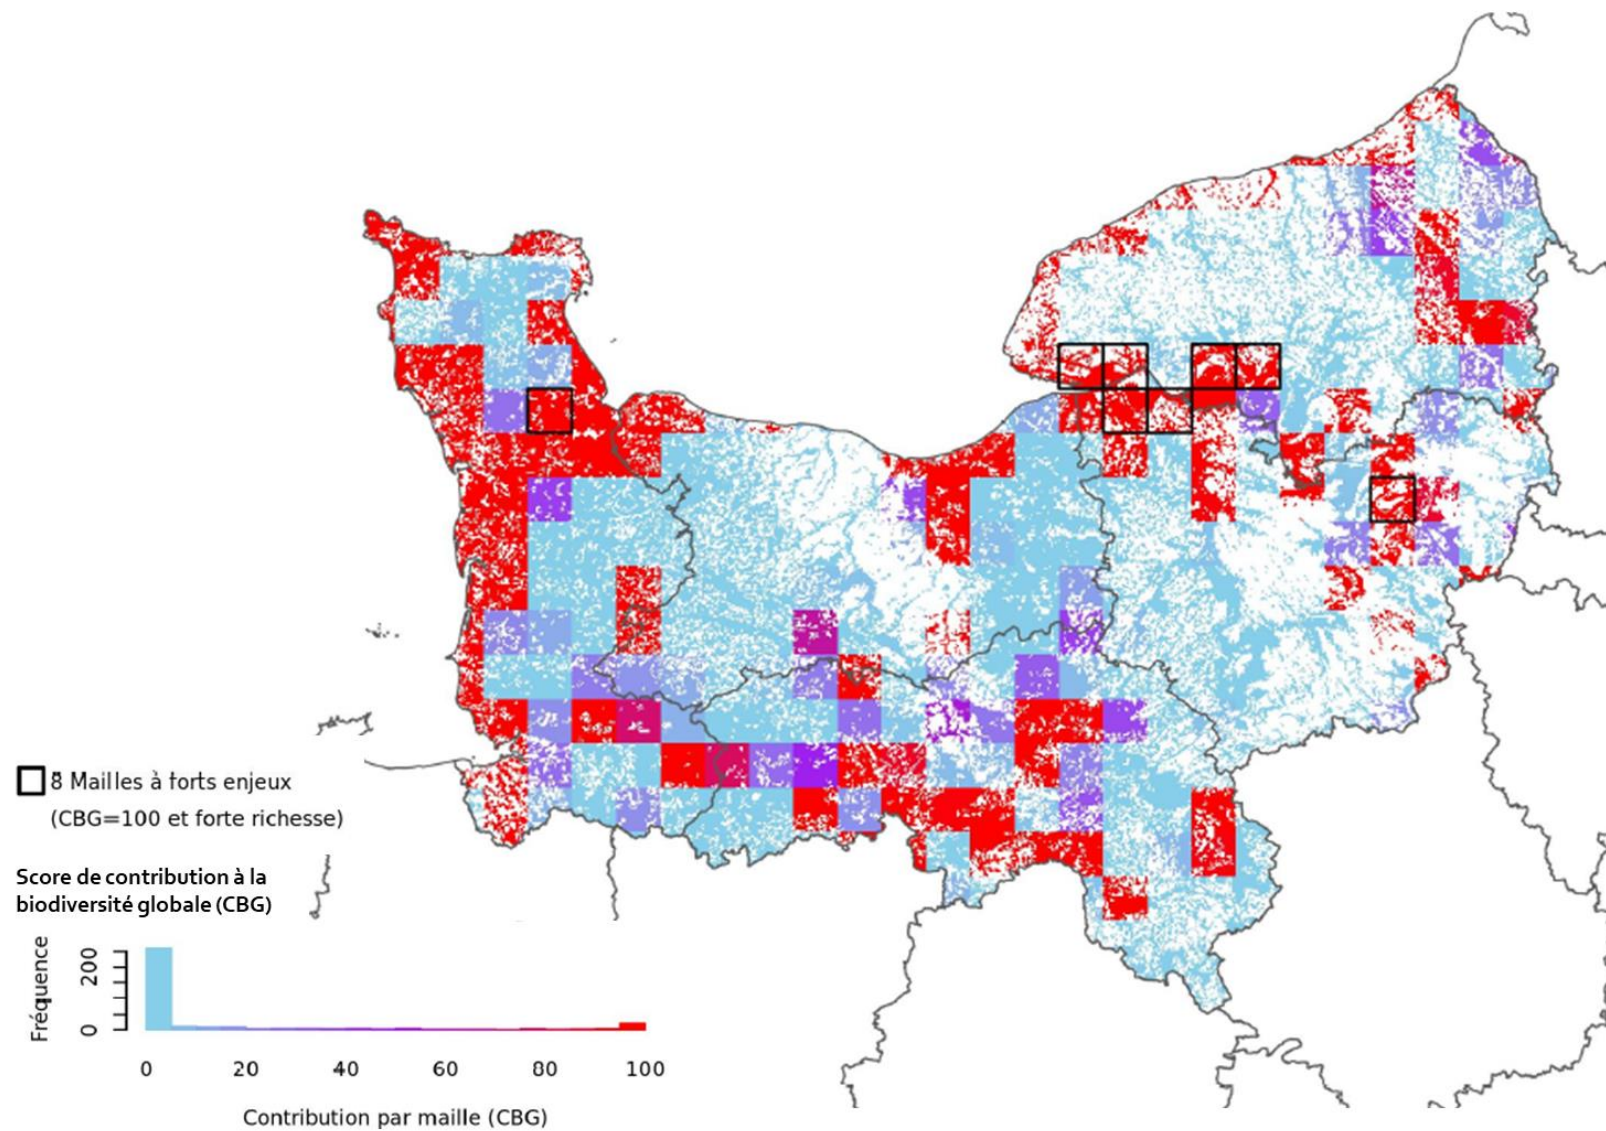 8 Mailles à forts enjeux
(CBG=100 et forte richesse)
Score de contribution à la
biodiversité globale (CBG)
Fréquence
200
0
0 20 40 60 80 100
Contribution par maille (CBG)